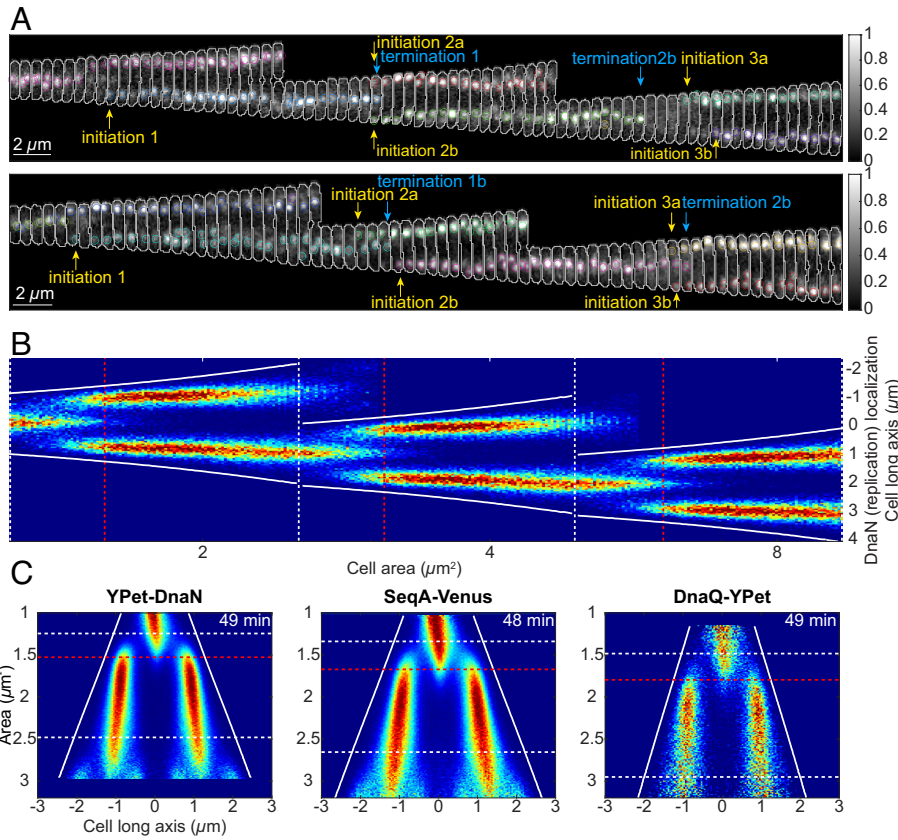 A
initiation 2a
termination 1
termination2b initiation 3a
initiation 1
initiation 2b
initiation 3b
2 µm
1
0.8
0.6
0.4
0.2
0
termination 1b
initiation 2a
initiation 3a termination 2b
initiation 1
initiation 2b
initiation 3b
2 µm
1
0.8
0.6
0.4
0.2
0
B
-2
-1
0
1
2
3
4
DnaN (replication) localization
Cell long axis (µm)
2
4
8
Cell area (µm²)
C
YPet-DnaN
SeqA-Venus
DnaQ-YPet
49 min
48 min
49 min
1
1.5
2
2.5
3
Area (µm²)
-3 -2 -1 0 1 2 3
Cell long axis (µm)
1
1.5
2
2.5
3
-3 -2 -1 0 1 2 3
1
1.5
2
2.5
3
-3 -2 -1 0 1 2 3